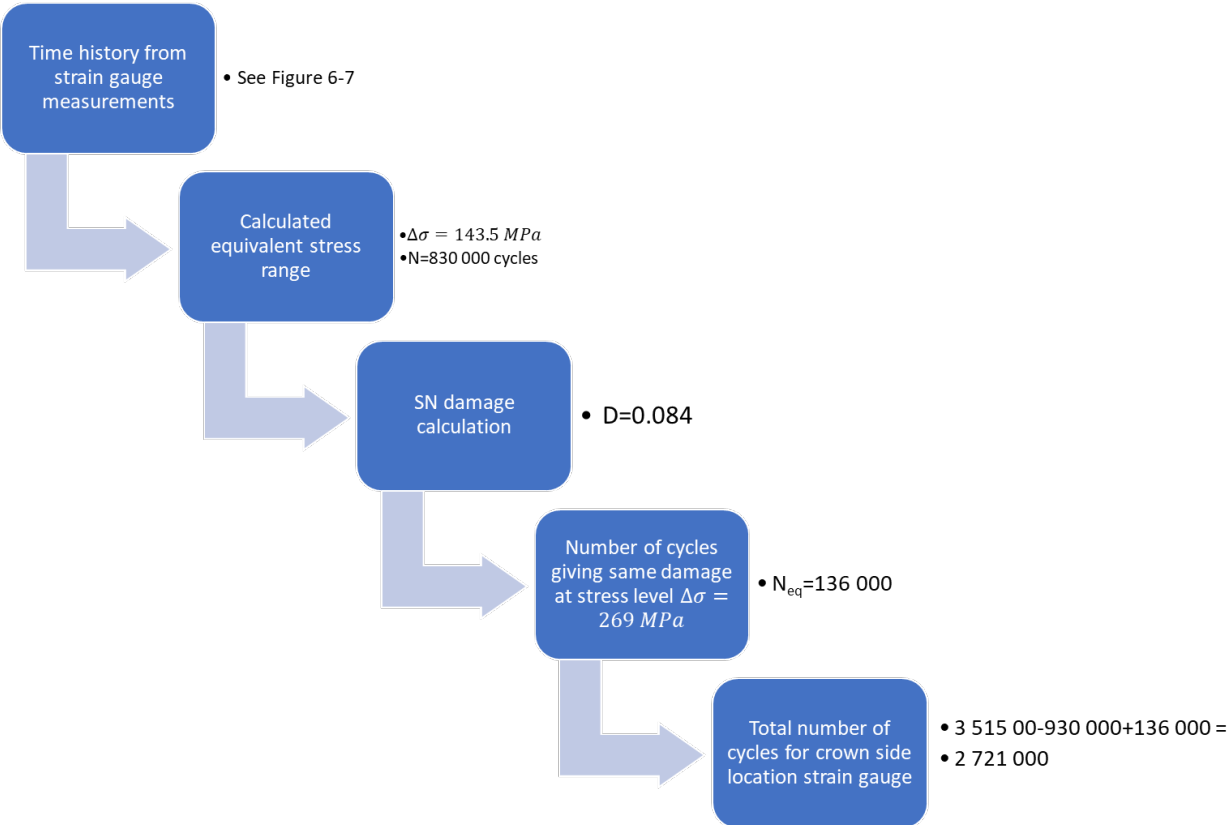 Time history from
strain gauge
measurements
• See Figure 6-7
Calculated
equivalent stress
range
•Δσ = 143.5 MPa
•N=830 000 cycles
SN damage
calculation
• D=0.084
Number of cycles
giving same damage
at stress level Δσ =
269 MPa
• Neq=136 000
Total number of
cycles for crown side
location strain gauge
• 3 515 00-930 000+136 000 =
• 2 721 000